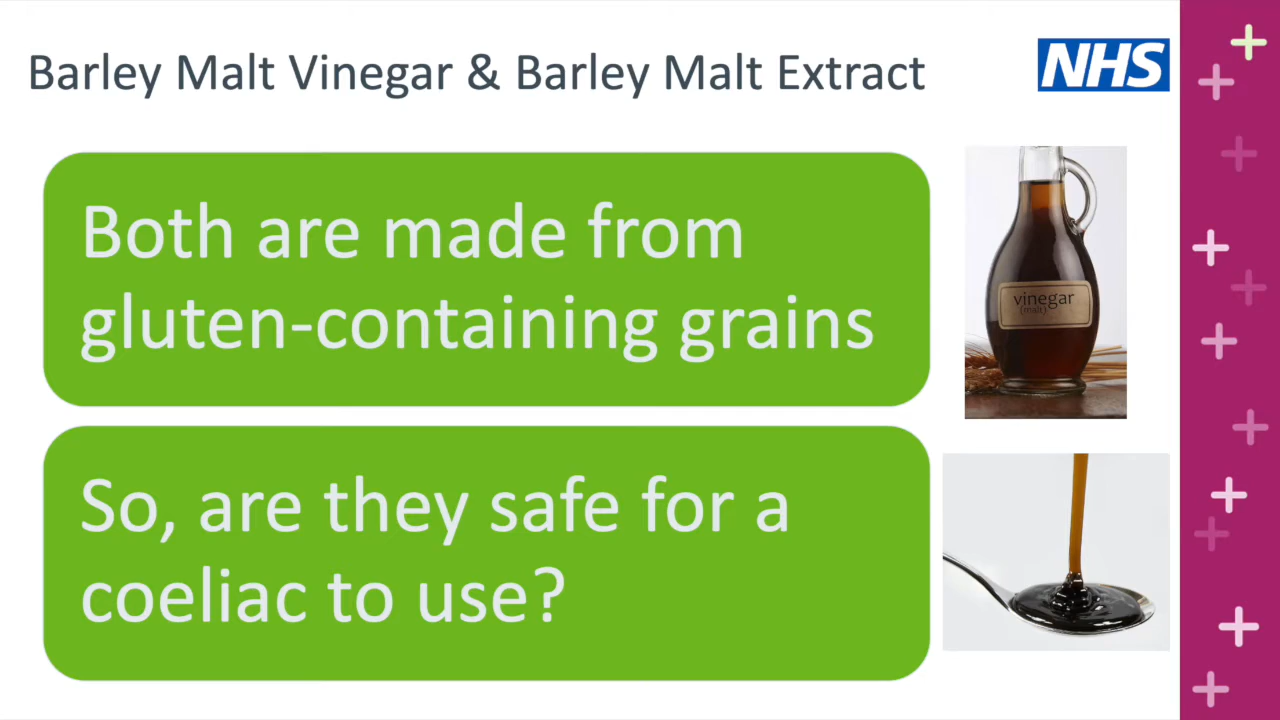 Barley Malt Vinegar & Barley Malt Extract
NHS
Both are made from
gluten-containing grains
vinegar
(malt)
So, are they safe for a
coeliac to use?